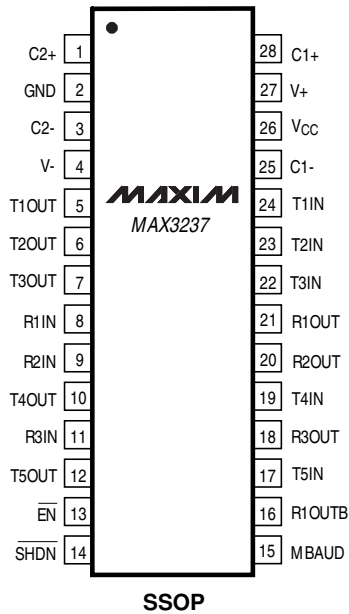 C2+ 1 28 C1+
GND 2 27 V+
C2- 3 26 VCC
V- 4 25 C1-
MAXIM
T1OUT 5 24 T1IN
MAX3237
T2OUT 6 23 T2IN
T3OUT 7 22 T3IN
R1IN 8 21 R1OUT
R2IN 9 20 R2OUT
T4OUT 10 19 T4IN
R3IN 11 18 R3OUT
T5OUT 12 17 T5IN
E̅N̅ 13 16 R1OUTB
S̅H̅D̅N̅ 14 15 MBAUD
SSOP